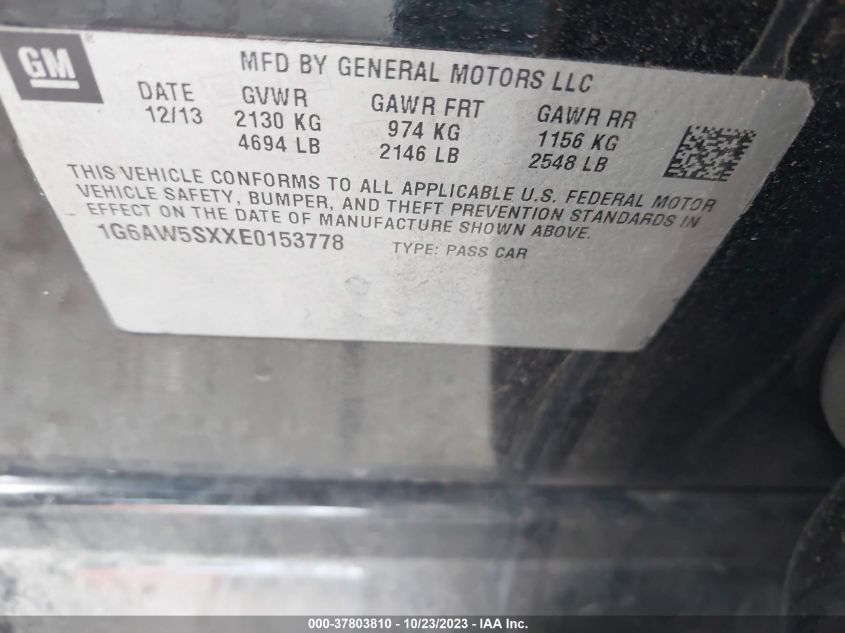 GM®
MFD BY GENERAL MOTORS LLC
DATE GVWR GAWR FRT GAWR RR
12/13 2130 KG 974 KG 1156 KG
4694 LB 2146 LB 2548 LB
THIS VEHICLE CONFORMS TO ALL APPLICABLE U.S. FEDERAL MOTOR
VEHICLE SAFETY, BUMPER, AND THEFT PREVENTION STANDARDS IN
EFFECT ON THE DATE OF MANUFACTURE SHOWN ABOVE.
1G6AW5SXXE0153778 TYPE: PASS CAR
000-37803810 - 10/23/2023 - IAA Inc.